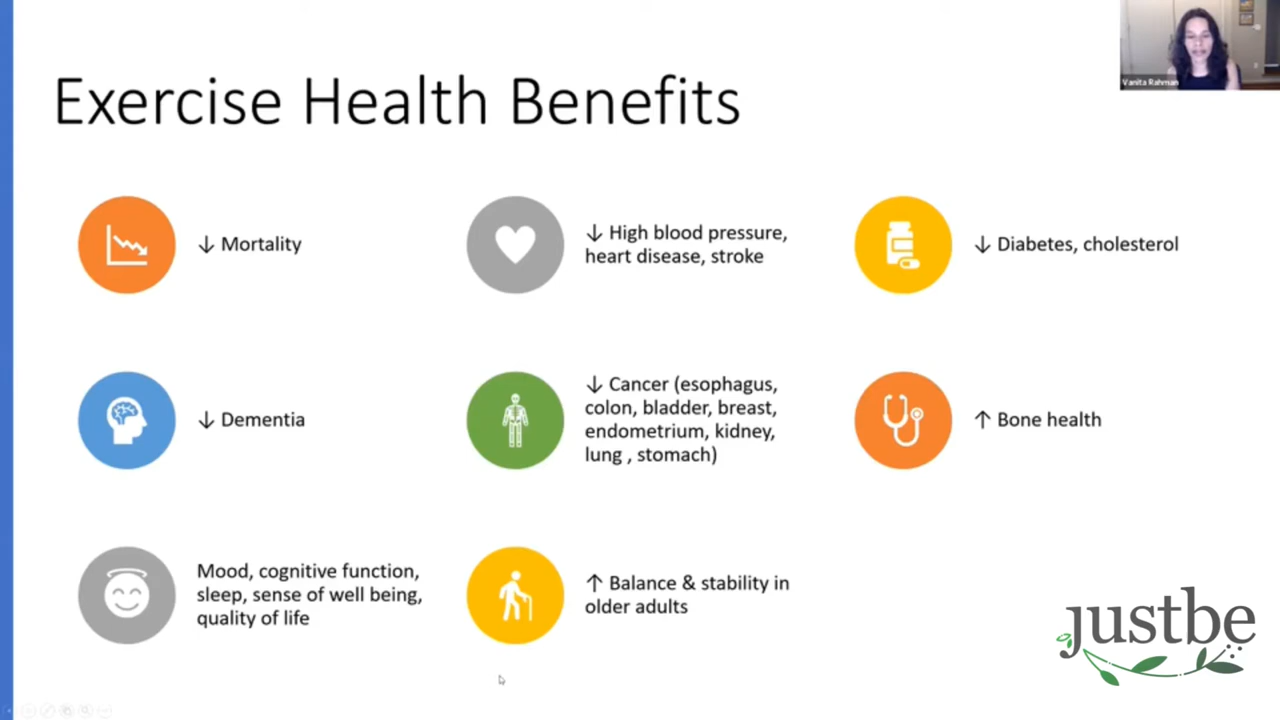 Vanita Rahman
Exercise Health Benefits
↓ Mortality
↓ High blood pressure,
heart disease, stroke
↓ Diabetes, cholesterol
↓ Dementia
↓ Cancer (esophagus,
colon, bladder, breast,
endometrium, kidney,
lung , stomach)
↑ Bone health
Mood, cognitive function,
sleep, sense of well being,
quality of life
↑ Balance & stability in
older adults
justbe